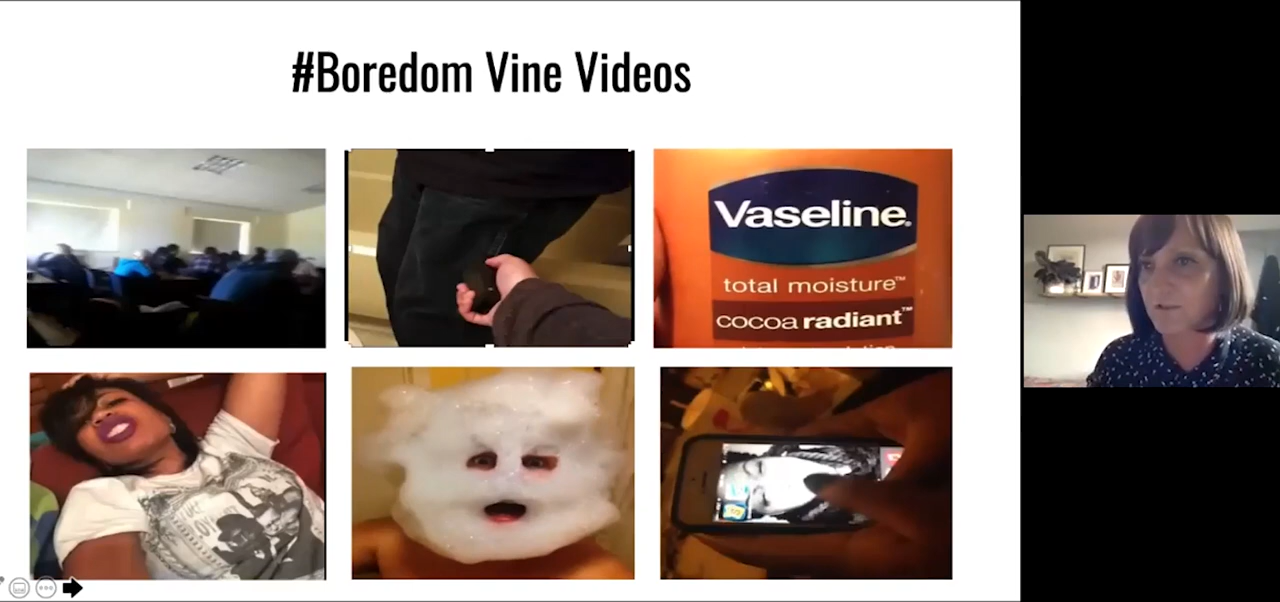 #Boredom Vine Videos
Vaseline.
total moisture™
cocoa radiant™